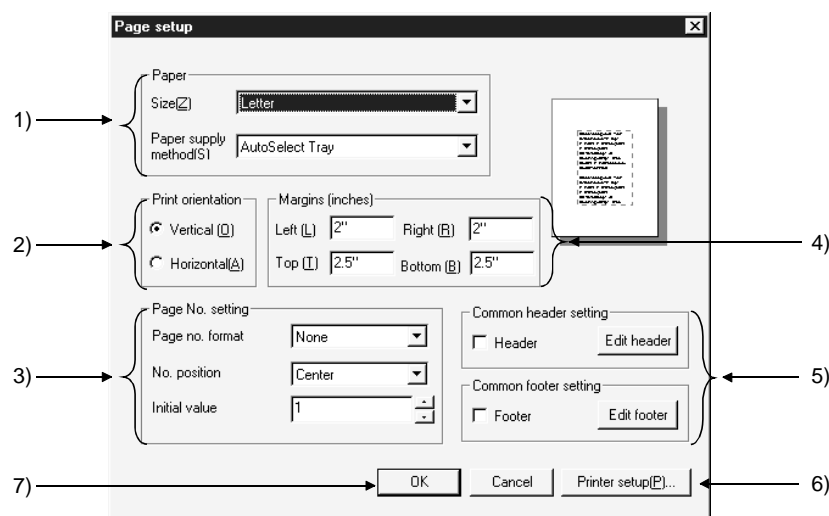 Page setup
Paper
1)
Size(Z) Letter
Paper supply method(S) AutoSelect Tray
Print orientation
Margins (inches)
2)
Vertical (O)
Horizontal(A)
Left (L) 2" Right (R) 2"
Top (T) 2.5" Bottom (B) 2.5"
4)
Page No. setting
3)
Page no. format None
No. position Center
Initial value 1
Common header setting
Header Edit header
5)
Common footer setting
Footer Edit footer
7)
OK Cancel Printer setup(P)...
6)